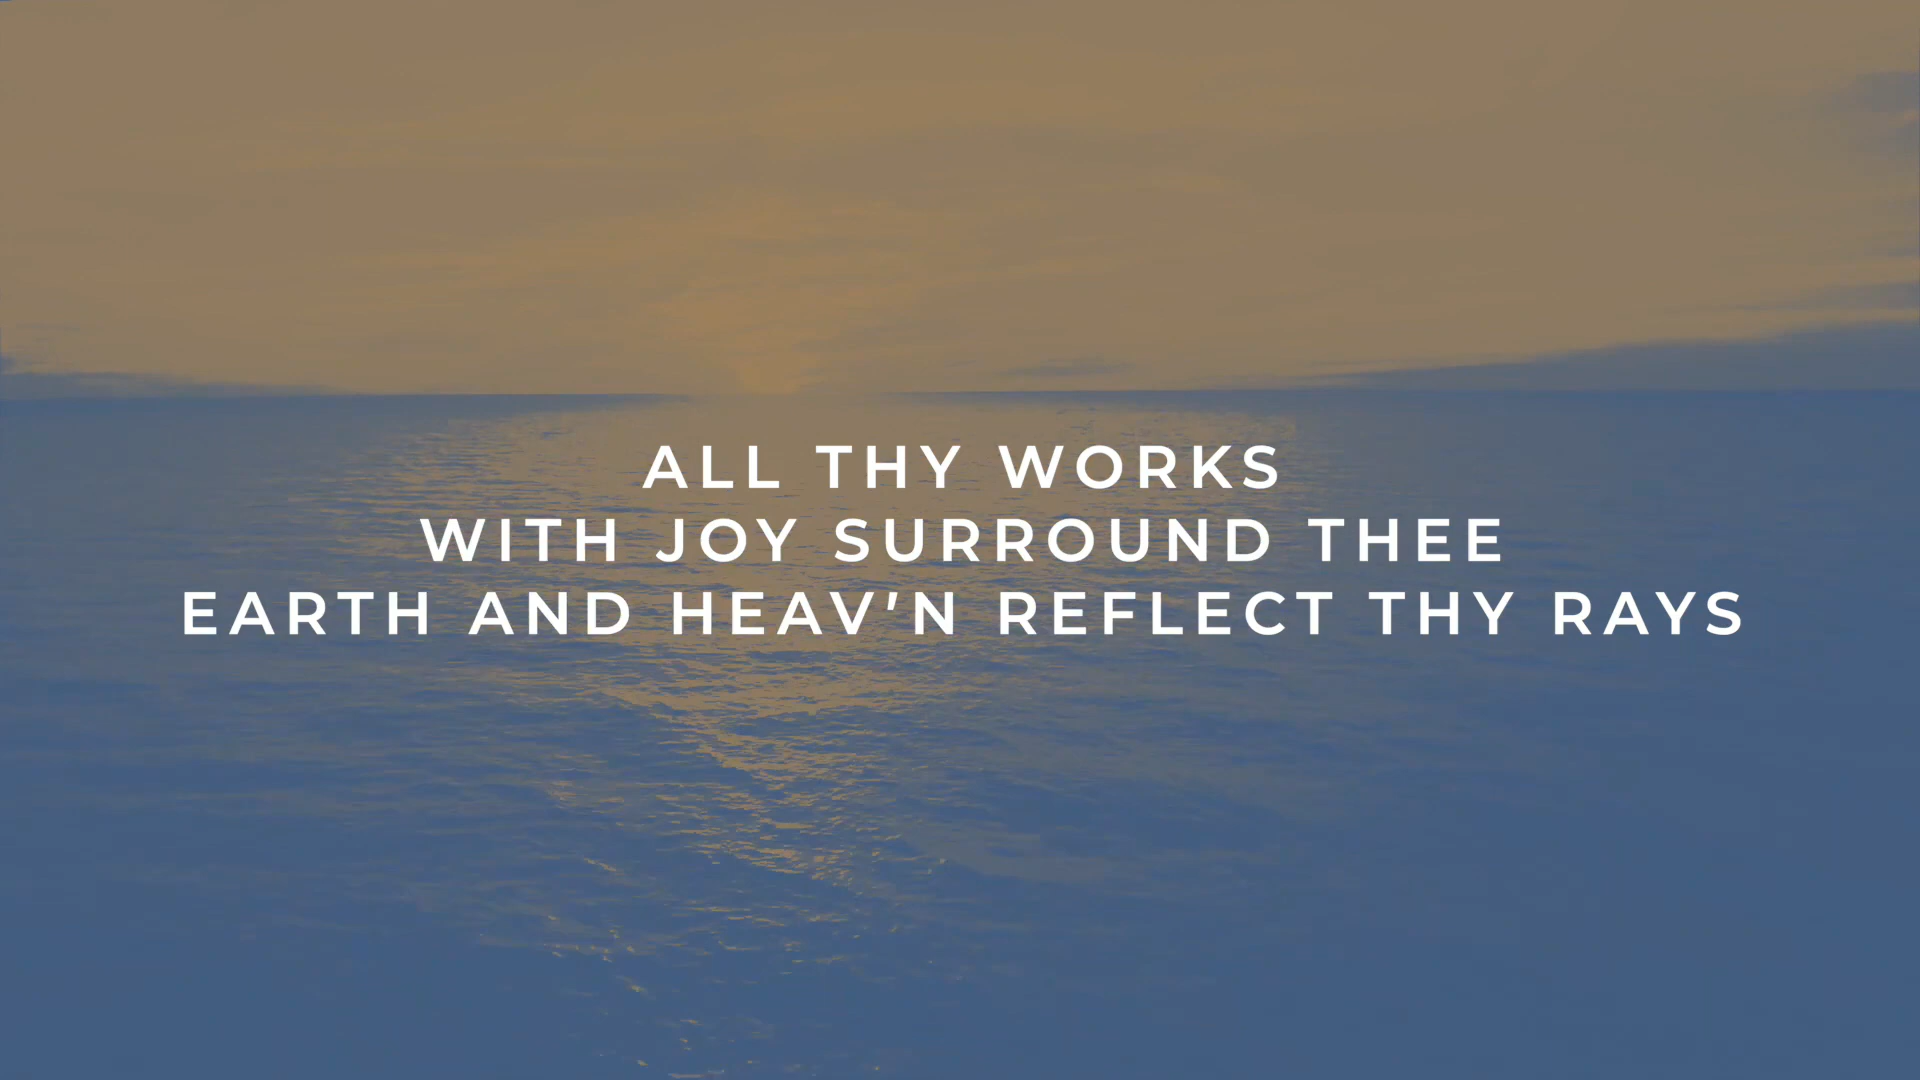 ALL THY WORKS
WITH JOY SURROUND THEE
EARTH AND HEAV'N REFLECT THY RAYS